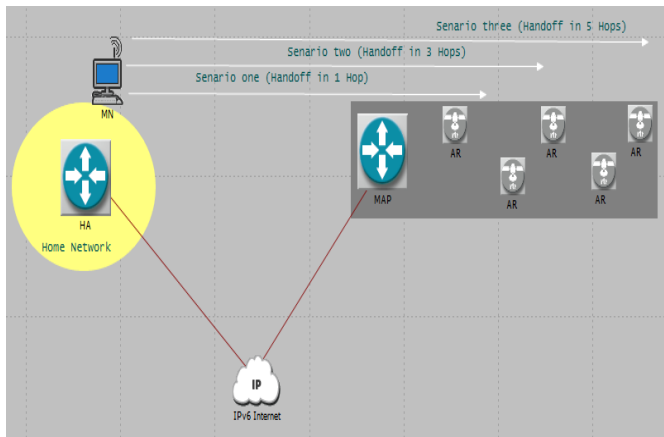 Senario three (Handoff in 5 Hops)
Senario two (Handoff in 3 Hops)
Senario one (Handoff in 1 Hop)
MN
HA
Home Network
MAP
AR
AR
AR
AR
AR
IP
IPv6 Internet